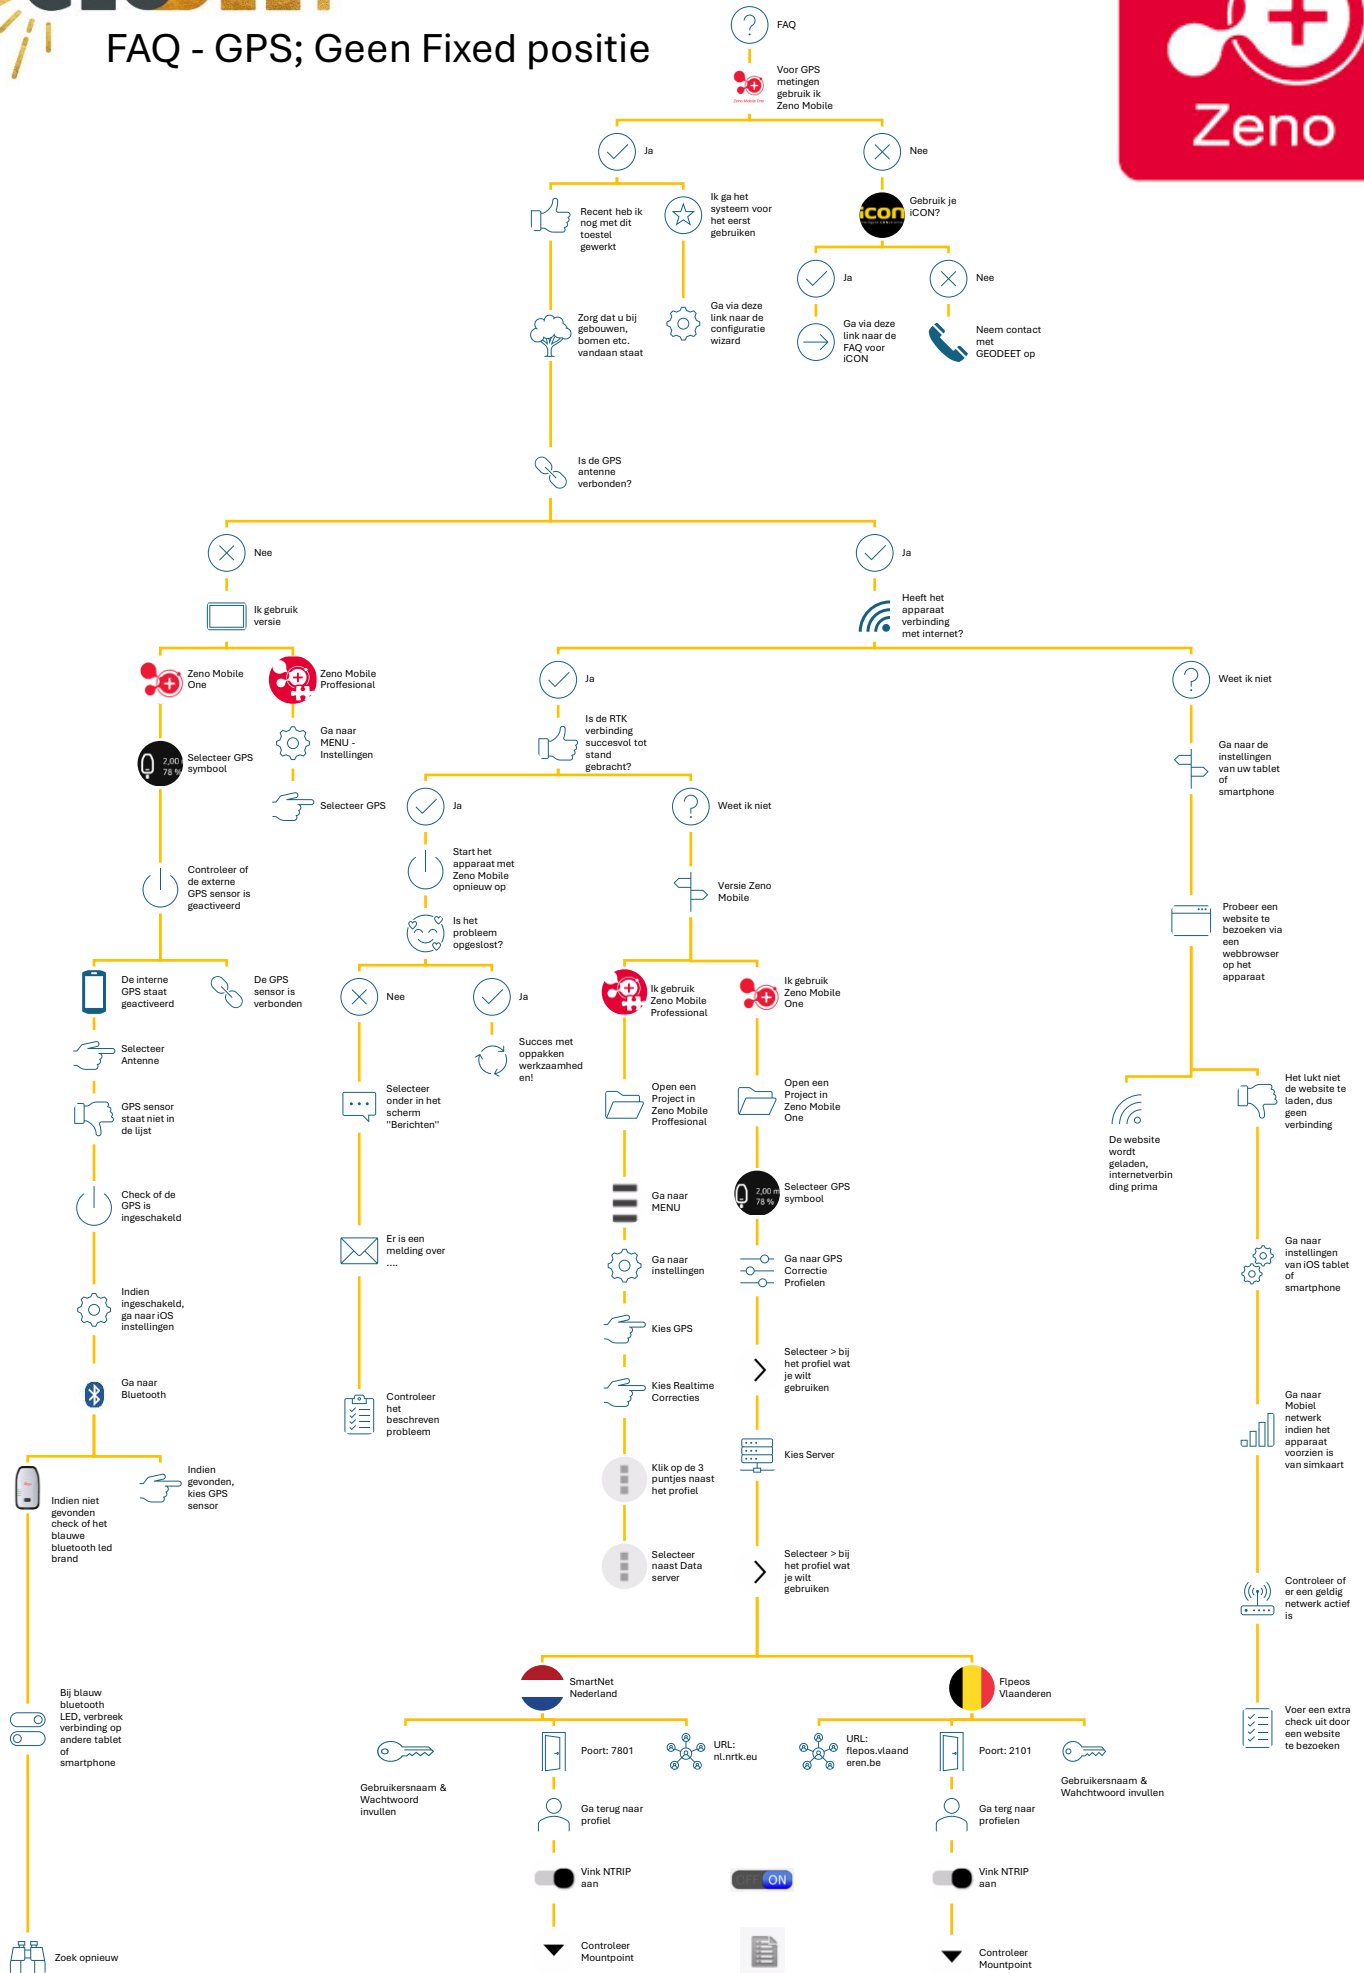 FAQ - GPS; Geen Fixed positie
Zeno
FAQ
Voor GPS
metingen
gebruik ik
Zeno Mobile
Zeno Mobile One
Ja
Nee
Recent heb ik
nog met dit
toestel
gewerkt
Ik ga het
systeem voor
het eerst
gebruiken
iCON
Gebruik je
iCON?
Ja
Nee
Zorg dat u bij
gebouwen,
bomen etc.
vandaan staat
Ga via deze
link naar de
configuratie
wizard
Ga via deze
link naar de
FAQ voor
iCON
Neem contact
met
GEODEET op
Is de GPS
antenne
verbonden?
Nee
Ja
Ik gebruik
versie
Heeft het
apparaat
verbinding
met internet?
Zeno Mobile
One
Zeno Mobile
Proffesional
Ja
Weet ik niet
Selecteer GPS
symbool
2,00
78 %
Ga naar
MENU -
Instellingen
Selecteer GPS
Is de RTK
verbinding
succesvol tot
stand
gebracht?
Ga naar de
instellingen
van uw tablet
of
smartphone
Ja
Weet ik niet
Controleer of
de externe
GPS sensor is
geactiveerd
Start het
apparaat met
Zeno Mobile
opnieuw op
Versie Zeno
Mobile
Is het
probleem
opgeslost?
Probeer een
website te
bezoeken via
een
webbrowser
op het
apparaat
De interne
GPS staat
geactiveerd
De GPS
sensor is
verbonden
Nee
Ja
Ik gebruik
Zeno Mobile
Professional
Ik gebruik
Zeno Mobile
One
Selecteer
Antenne
Succes met
oppakken
werkzaamhed
en!
GPS sensor
staat niet in
de lijst
Selecteer
onder in het
scherm
"Berichten"
Open een
Project in
Zeno Mobile
Proffesional
Open een
Project in
Zeno Mobile
One
De website
wordt
geladen,
internetverbin
ding prima
Het lukt niet
de website te
laden, dus
geen
verbinding
Check of de
GPS is
ingeschakeld
Ga naar
MENU
Selecteer GPS
symbool
2,00 m
78 %
Er is een
melding over
....
Ga naar
instellingen
Ga naar GPS
Correctie
Profielen
Ga naar
instellingen
van iOS tablet
of
smartphone
Indien
ingeschakeld,
ga naar iOS
instellingen
Kies GPS
Ga naar
Bluetooth
Controleer
het
beschreven
probleem
Kies Realtime
Correcties
Selecteer > bij
het profiel wat
je wilt
gebruiken
Ga naar
Mobiel
netwerk
indien het
apparaat
voorzien is
van simkaart
Indien niet
gevonden
check of het
blauwe
bluetooth led
brand
Indien
gevonden,
kies GPS
sensor
Klik op de 3
puntjes naast
het profiel
Kies Server
Selecteer
naast Data
server
Selecteer > bij
het profiel wat
je wilt
gebruiken
Controleer of
er een geldig
netwerk actief
is
SmartNet
Nederland
Flpeos
Vlaanderen
Bij blauw
bluetooth
LED, verbreek
verbinding op
andere tablet
of
smartphone
Gebruikersnaam &
Wachtwoord
invullen
Poort: 7801
URL:
nl.nrtk.eu
URL:
flepos.vlaand
eren.be
Poort: 2101
Gebruikersnaam &
Wahchtwoord invullen
Voer een extra
check uit door
een website
te bezoeken
Ga terug naar
profiel
Ga terg naar
profielen
Vink NTRIP
aan
OFF ON
Vink NTRIP
aan
Zoek opnieuw
Controleer
Mountpoint
Controleer
Mountpoint